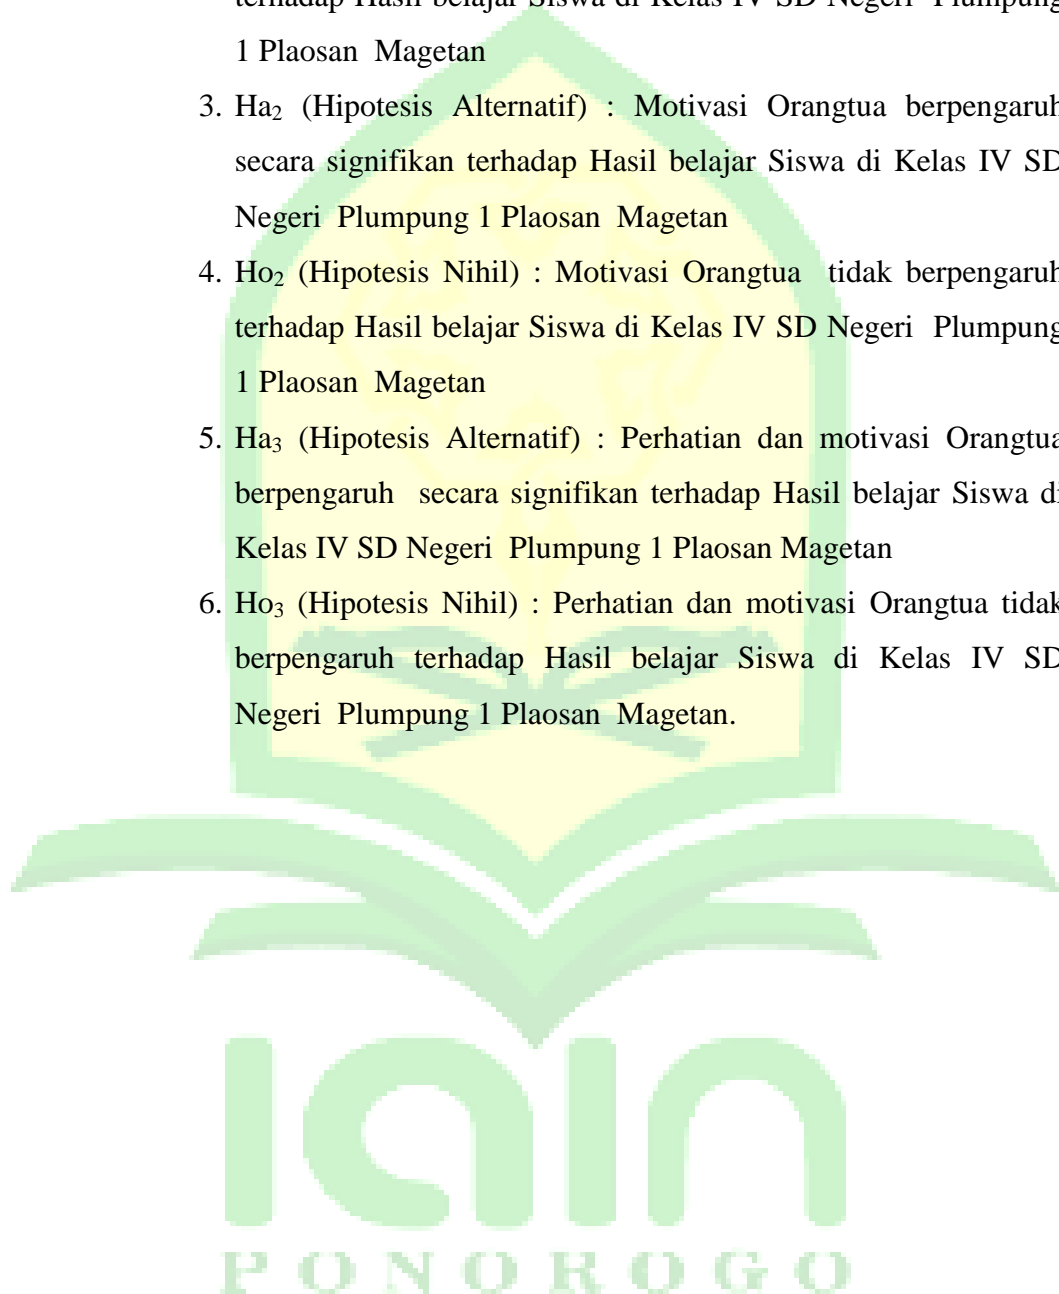 terhadap Hasil belajar Siswa di Kelas IV SD Negeri Plumpung
1 Plaosan Magetan
3. Ha₂ (Hipotesis Alternatif) : Motivasi Orangtua berpengaruh
secara signifikan terhadap Hasil belajar Siswa di Kelas IV SD
Negeri Plumpung 1 Plaosan Magetan
4. Ho₂ (Hipotesis Nihil) : Motivasi Orangtua tidak berpengaruh
terhadap Hasil belajar Siswa di Kelas IV SD Negeri Plumpung
1 Plaosan Magetan
5. Ha₃ (Hipotesis Alternatif) : Perhatian dan motivasi Orangtua
berpengaruh secara signifikan terhadap Hasil belajar Siswa di
Kelas IV SD Negeri Plumpung 1 Plaosan Magetan
6. Ho₃ (Hipotesis Nihil) : Perhatian dan motivasi Orangtua tidak
berpengaruh terhadap Hasil belajar Siswa di Kelas IV SD
Negeri Plumpung 1 Plaosan Magetan.
iain
PONOROGO